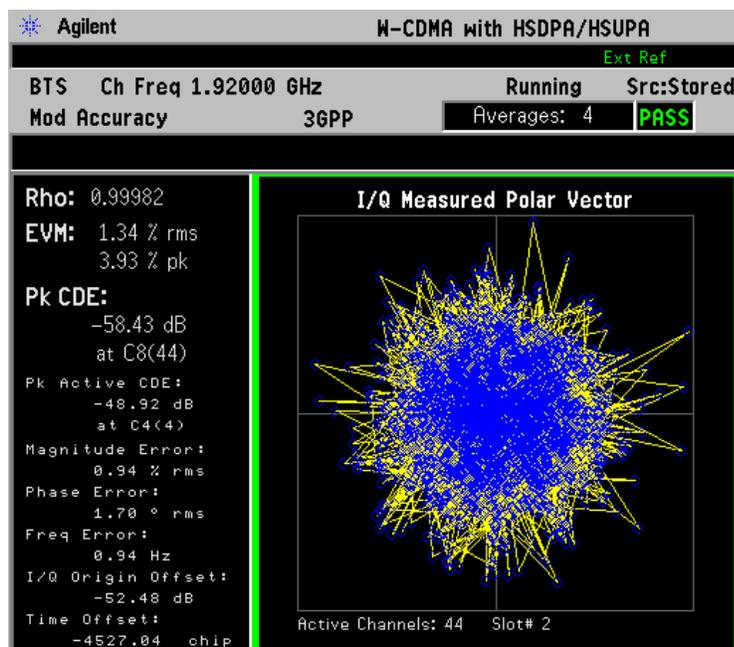 Agilent W-CDMA with HSDPA/HSUPA
Ext Ref
BTS Ch Freq 1.92000 GHz Running Src:Stored
Mod Accuracy 3GPP Averages: 4 PASS
Rho: 0.99982
EVM: 1.34 % rms
3.93 % pk
Pk CDE:
-58.43 dB
at C8(44)
Pk Active CDE:
-48.92 dB
at C4(4)
Magnitude Error:
0.94 % rms
Phase Error:
1.70 ° rms
Freq Error:
0.94 Hz
I/Q Origin Offset:
-52.48 dB
Time Offset:
-4527.04 chip
I/Q Measured Polar Vector
Active Channels: 44 Slot# 2